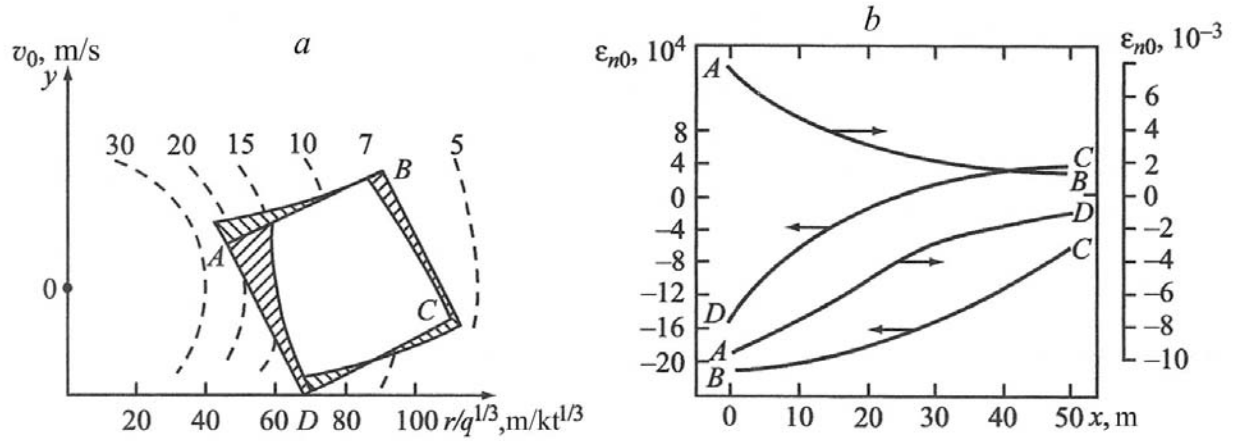 a
v₀, m/s
y
30 20 15 10 7 5
B
A
0
C
20 40 60 D 80 100 r/q^1/3, m/kt^1/3
b
εn0, 10⁴
εn0, 10⁻³
A
8
4
0
−4
−8
−12
−16
−20
D
A
B
C
B
D
C
6
4
2
0
−2
−4
−6
−8
−10
0 10 20 30 40 50 x, m